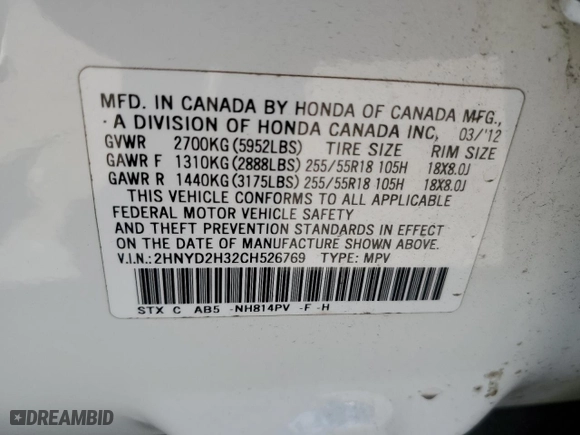 MFD. IN CANADA BY HONDA OF CANADA MFG.,
A DIVISION OF HONDA CANADA INC, 03/'12
GVWR 2700KG(5952LBS) TIRE SIZE RIM SIZE
GAWR F 1310KG(2888LBS) 255/55R18 105H 18X8.0J
GAWR R 1440KG(3175LBS) 255/55R18 105H 18X8.0J
THIS VEHICLE CONFORMS TO ALL APPLICABLE
FEDERAL MOTOR VEHICLE SAFETY
AND THEFT PREVENTION STANDARDS IN EFFECT
ON THE DATE OF MANUFACTURE SHOWN ABOVE.
V.I.N.:2HNYD2H32CH526769 TYPE: MPV
STX C AB5 -NH814PV -F -H
DREAMBID